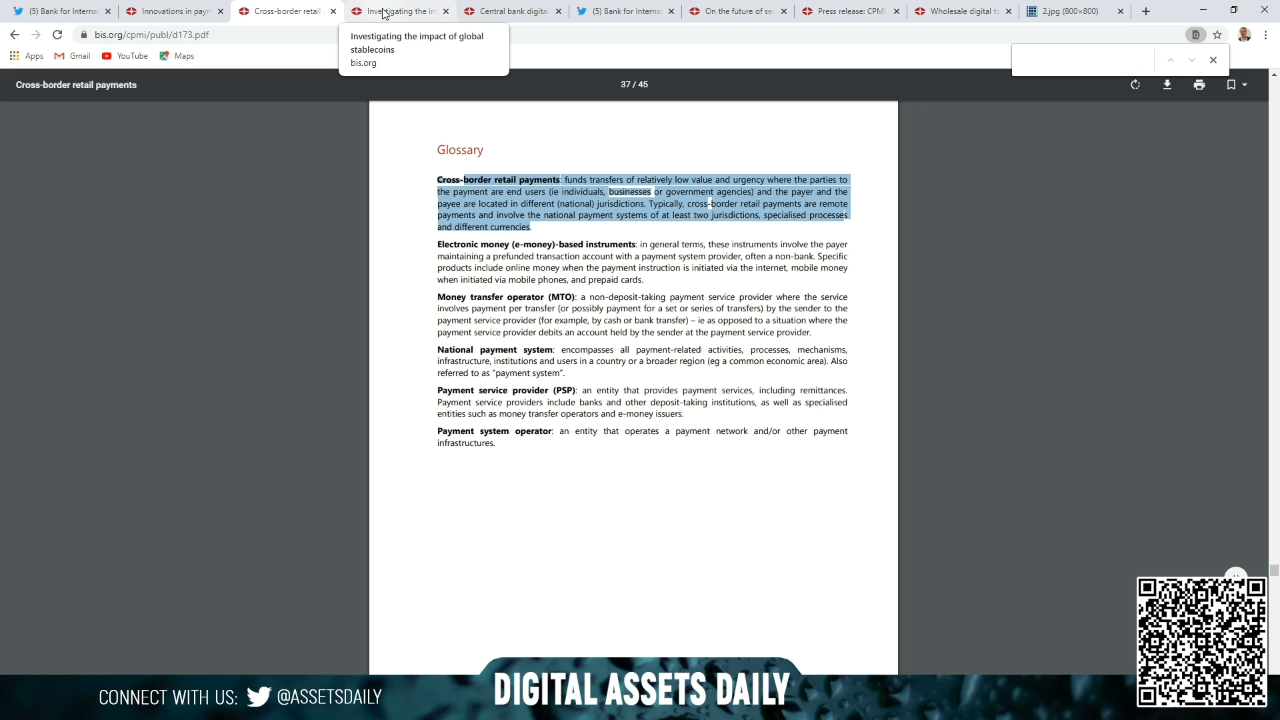 (5) Bank for Intern
Innovations in paym
Cross-border retail
Investigating the im
Central bank digital
(5) Bank for Interna
On the future of sec
Press release: CPMI
Wholesale digital to
2.jpg (800×800)
bis.org/cpmi/publ/d173.pdf
Investigating the impact of global
stablecoins
bis.org
Apps
Gmail
YouTube
Maps
Cross-border retail payments
37 / 45
Glossary
Cross-border retail payments: funds transfers of relatively low value and urgency where the parties to
the payment are end users (ie individuals, businesses or government agencies) and the payer and the
payee are located in different (national) jurisdictions. Typically, cross-border retail payments are remote
payments and involve the national payment systems of at least two jurisdictions, specialised processes
and different currencies.
Electronic money (e-money)-based instruments: in general terms, these instruments involve the payer
maintaining a prefunded transaction account with a payment system provider, often a non-bank. Specific
products include online money when the payment instruction is initiated via the internet, mobile money
when initiated via mobile phones, and prepaid cards.
Money transfer operator (MTO): a non-deposit-taking payment service provider where the service
involves payment per transfer (or possibly payment for a set or series of transfers) by the sender to the
payment service provider (for example, by cash or bank transfer) – ie as opposed to a situation where the
payment service provider debits an account held by the sender at the payment service provider.
National payment system: encompasses all payment-related activities, processes, mechanisms,
infrastructure, institutions and users in a country or a broader region (eg a common economic area). Also
referred to as "payment system".
Payment service provider (PSP): an entity that provides payment services, including remittances.
Payment service providers include banks and other deposit-taking institutions, as well as specialised
entities such as money transfer operators and e-money issuers.
Payment system operator: an entity that operates a payment network and/or other payment
infrastructures.
CONNECT WITH US: @ASSETSDAILY
DIGITAL ASSETS DAILY